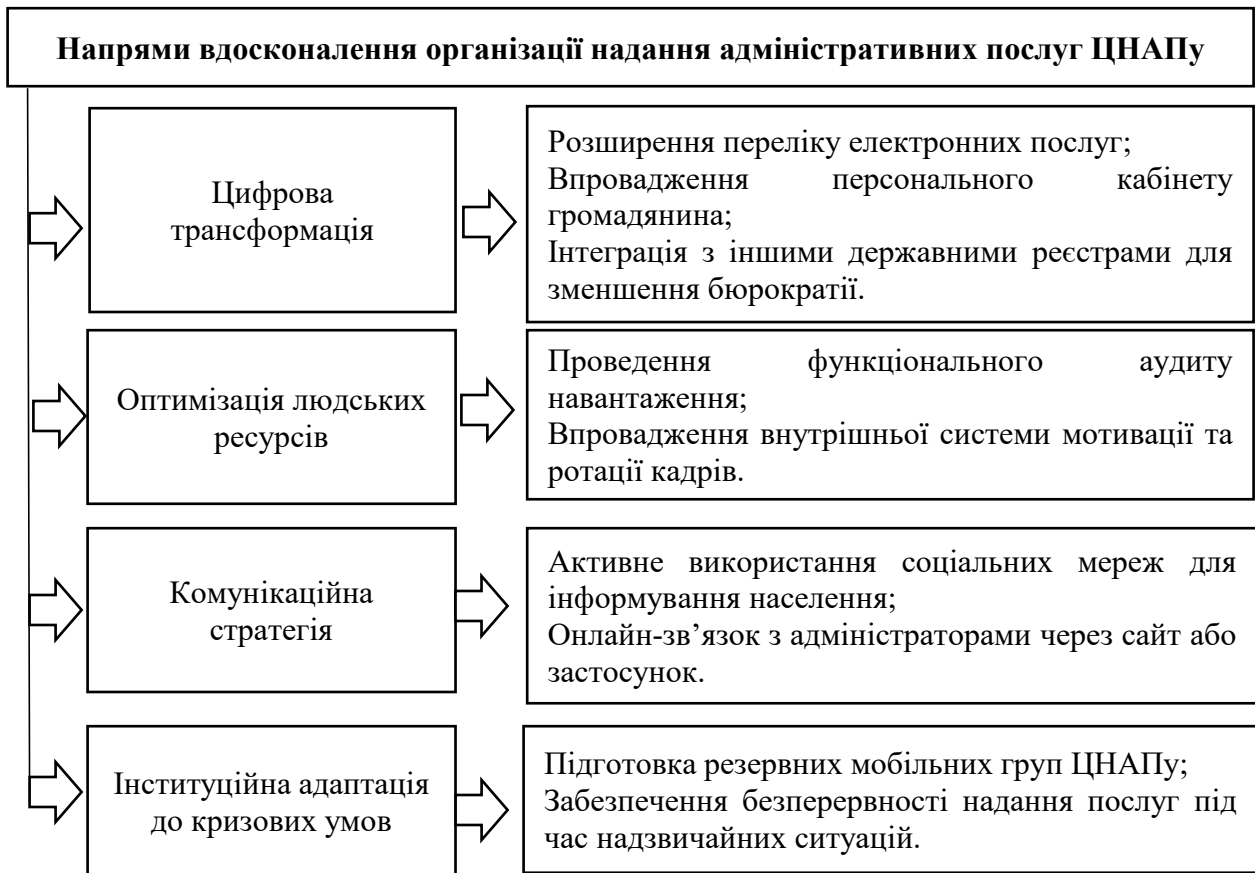 Напрями вдосконалення організації надання адміністративних послуг ЦНАПу
Цифрова
трансформація
Розширення переліку електронних послуг;
Впровадження персонального кабінету
громадянина;
Інтеграція з іншими державними реєстрами для
зменшення бюрократії.
Оптимізація людських
ресурсів
Проведення функціонального аудиту
навантаження;
Впровадження внутрішньої системи мотивації та
ротації кадрів.
Комунікаційна
стратегія
Активне використання соціальних мереж для
інформування населення;
Онлайн-зв’язок з адміністраторами через сайт або
застосунок.
Інституційна адаптація
до кризових умов
Підготовка резервних мобільних груп ЦНАПу;
Забезпечення безперервності надання послуг під
час надзвичайних ситуацій.